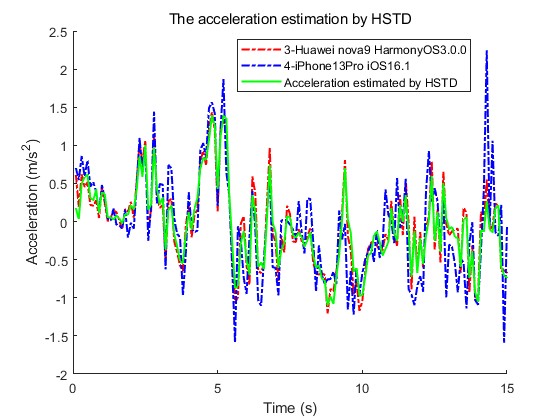 The acceleration estimation by HSTD
3-Huawei nova9 HarmonyOS3.0.0
4-iPhone13Pro iOS16.1
Acceleration estimated by HSTD
Acceleration (m/s²)
2.5
2
1.5
1
0.5
0
-0.5
-1
-1.5
-2
0 5 10 15
Time (s)